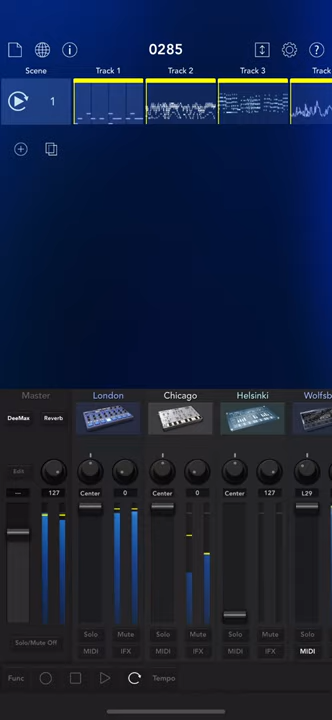 0285
Scene Track 1 Track 2 Track 3 Track
1
Master London Chicago Helsinki Wolfsb
DeeMax Reverb
Edit
--- 127 Center 0 Center 0 Center 127 L29
Solo Mute Solo Mute Solo Mute Solo
Solo/Mute Off
MIDI IFX MIDI IFX MIDI IFX MIDI
Func Tempo